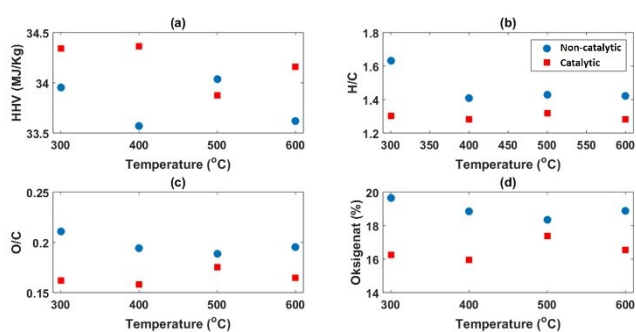 (a)
34.5
34
33.5
HHV (MJ/Kg)
300 400 500 600
Temperature (°C)
(b)
2
1.8
1.6
1.4
1.2
H/C
Non-catalytic
Catalytic
300 350 400 450 500 550 600
Temperature (°C)
(c)
0.25
0.2
0.15
O/C
300 400 500 600
Temperature (°C)
(d)
20
18
16
14
Oksigenat (%)
300 400 500 600
Temperature (°C)